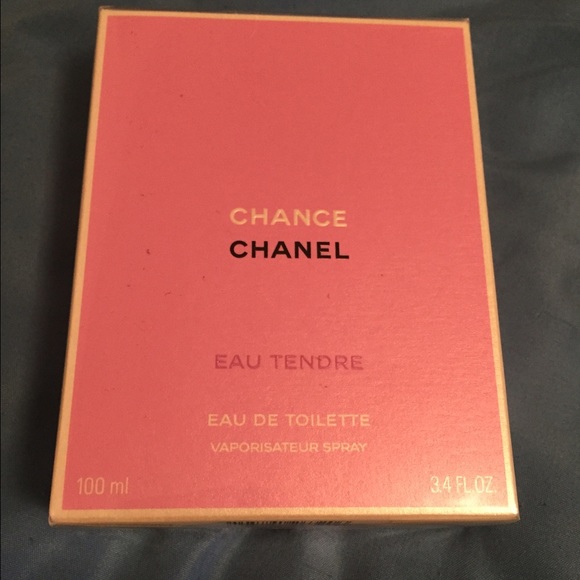 CHANCE
CHANEL
EAU TENDRE
EAU DE TOILETTE
VAPORISATEUR SPRAY
100 ml 3.4 FL.OZ.